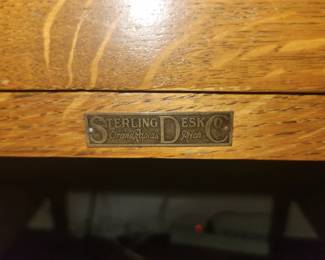 STERLING DESK CO
Grand Rapids Mich.